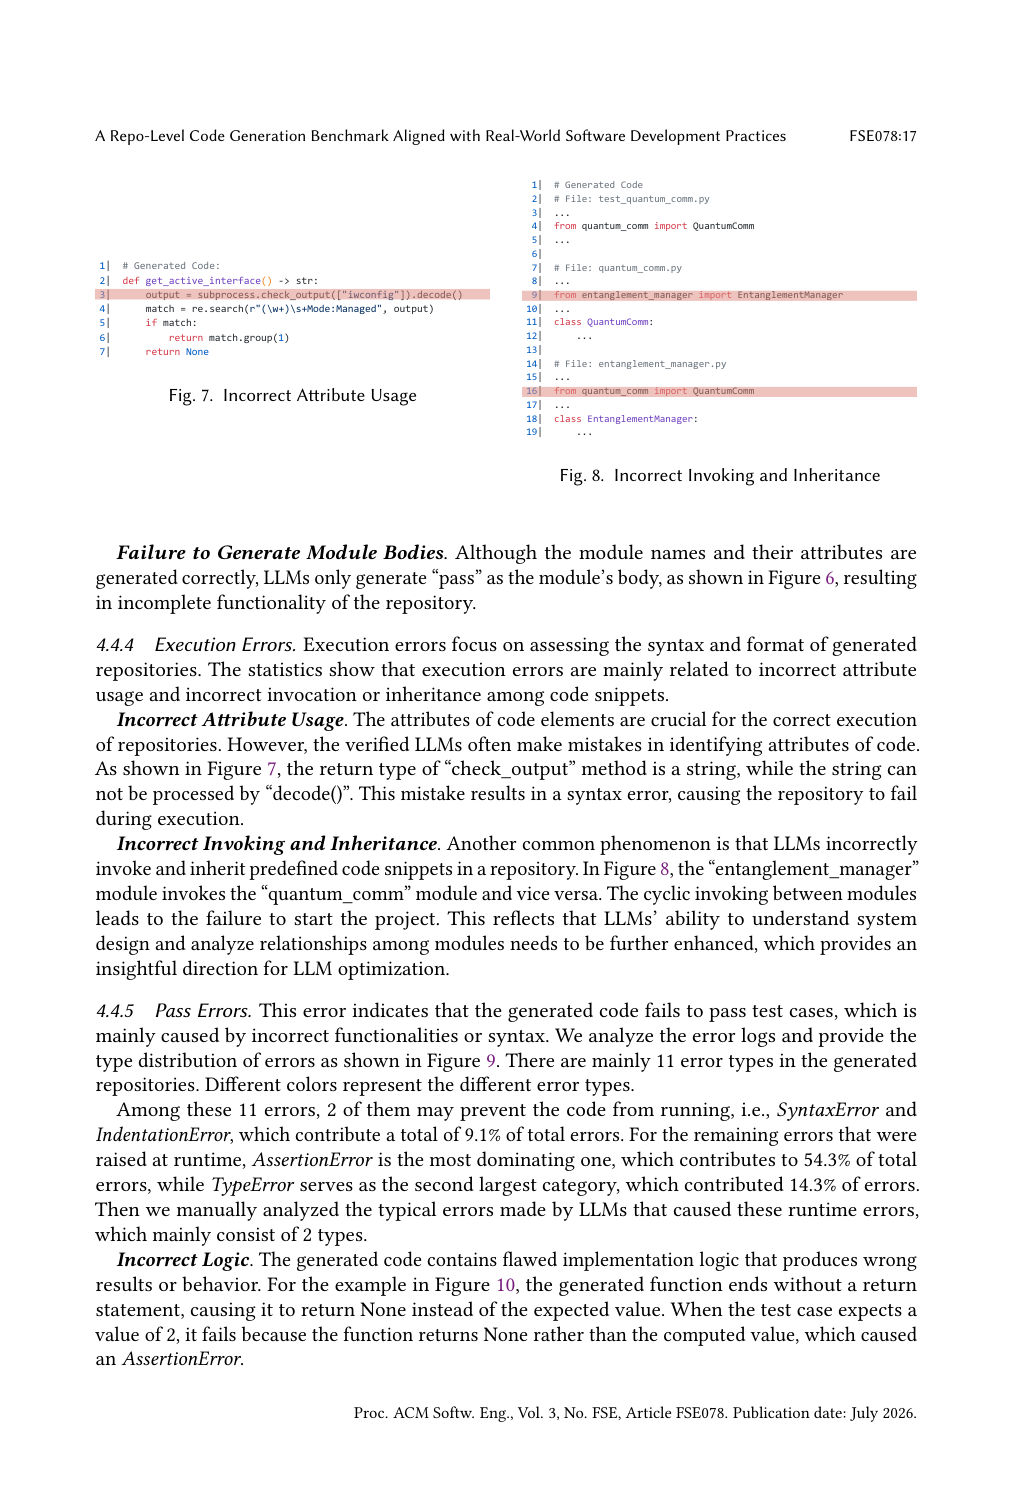 A Repo-Level Code Generation Benchmark Aligned with Real-World Software Development Practices FSE078:17
1| # Generated Code:
2| def get_active_interface() -> str:
3| output = subprocess.check_output(["iwconfig"]).decode()
4| match = re.search(r"(\w+)\s+Mode:Managed", output)
5| if match:
6| return match.group(1)
7| return None
Fig. 7. Incorrect Attribute Usage
1| # Generated Code
2| # File: test_quantum_comm.py
3| ...
4| from quantum_comm import QuantumComm
5| ...
6|
7| # File: quantum_comm.py
8| ...
9| from entanglement_manager import EntanglementManager
10| ...
11| class QuantumComm:
12| ...
13|
14| # File: entanglement_manager.py
15| ...
16| from quantum_comm import QuantumComm
17| ...
18| class EntanglementManager:
19| ...
Fig. 8. Incorrect Invoking and Inheritance
Failure to Generate Module Bodies. Although the module names and their attributes are
generated correctly, LLMs only generate “pass” as the module’s body, as shown in Figure 6, resulting
in incomplete functionality of the repository.
4.4.4 Execution Errors. Execution errors focus on assessing the syntax and format of generated
repositories. The statistics show that execution errors are mainly related to incorrect attribute
usage and incorrect invocation or inheritance among code snippets.
Incorrect Attribute Usage. The attributes of code elements are crucial for the correct execution
of repositories. However, the verified LLMs often make mistakes in identifying attributes of code.
As shown in Figure 7, the return type of “check_output” method is a string, while the string can
not be processed by “decode()”. This mistake results in a syntax error, causing the repository to fail
during execution.
Incorrect Invoking and Inheritance. Another common phenomenon is that LLMs incorrectly
invoke and inherit predefined code snippets in a repository. In Figure 8, the “entanglement_manager”
module invokes the “quantum_comm” module and vice versa. The cyclic invoking between modules
leads to the failure to start the project. This reflects that LLMs’ ability to understand system
design and analyze relationships among modules needs to be further enhanced, which provides an
insightful direction for LLM optimization.
4.4.5 Pass Errors. This error indicates that the generated code fails to pass test cases, which is
mainly caused by incorrect functionalities or syntax. We analyze the error logs and provide the
type distribution of errors as shown in Figure 9. There are mainly 11 error types in the generated
repositories. Different colors represent the different error types.
Among these 11 errors, 2 of them may prevent the code from running, i.e., SyntaxError and
IndentationError, which contribute a total of 9.1% of total errors. For the remaining errors that were
raised at runtime, AssertionError is the most dominating one, which contributes to 54.3% of total
errors, while TypeError serves as the second largest category, which contributed 14.3% of errors.
Then we manually analyzed the typical errors made by LLMs that caused these runtime errors,
which mainly consist of 2 types.
Incorrect Logic. The generated code contains flawed implementation logic that produces wrong
results or behavior. For the example in Figure 10, the generated function ends without a return
statement, causing it to return None instead of the expected value. When the test case expects a
value of 2, it fails because the function returns None rather than the computed value, which caused
an AssertionError.
Proc. ACM Softw. Eng., Vol. 3, No. FSE, Article FSE078. Publication date: July 2026.